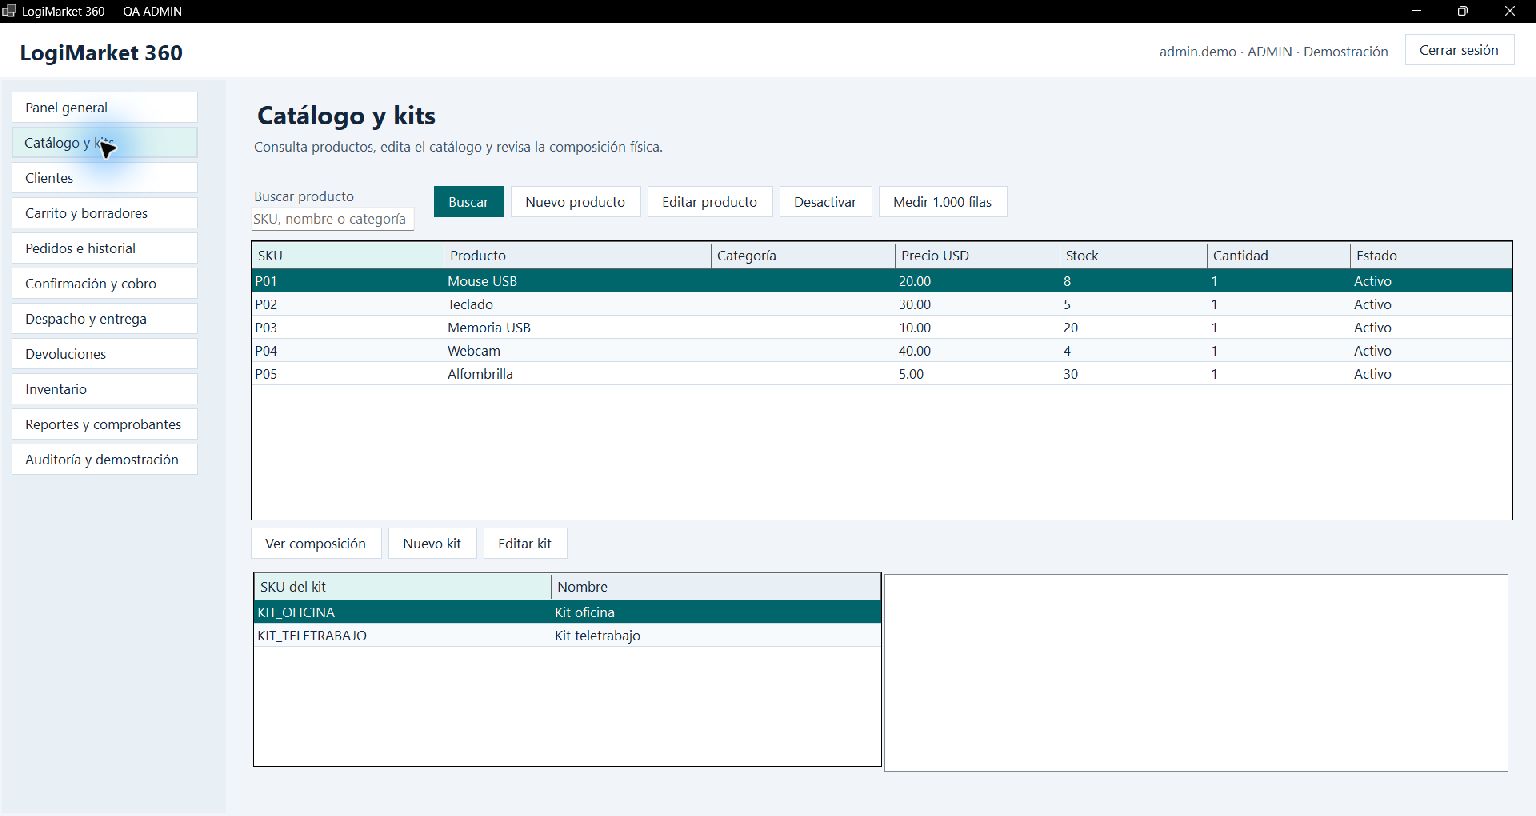 LogiMarket 360 QA ADMIN
LogiMarket 360
admin.demo · ADMIN · Demostración
Cerrar sesión
Panel general
Catálogo y kits
Clientes
Carrito y borradores
Pedidos e historial
Confirmación y cobro
Despacho y entrega
Devoluciones
Inventario
Reportes y comprobantes
Auditoría y demostración
Catálogo y kits
Consulta productos, edita el catálogo y revisa la composición física.
Buscar producto
SKU, nombre o categoría
Buscar Nuevo producto Editar producto Desactivar Medir 1.000 filas
SKU Producto Categoría Precio USD Stock Cantidad Estado
P01 Mouse USB 20.00 8 1 Activo
P02 Teclado 30.00 5 1 Activo
P03 Memoria USB 10.00 20 1 Activo
P04 Webcam 40.00 4 1 Activo
P05 Alfombrilla 5.00 30 1 Activo
Ver composición Nuevo kit Editar kit
SKU del kit Nombre
KIT_OFICINA Kit oficina
KIT_TELETRABAJO Kit teletrabajo